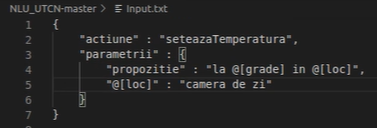 NLU_UTCN-master > Input.txt
1 {
2 "actiune" : "seteazaTemperatura",
3 "parametrii" : {
4 "propozitie" : "la @[grade] in @[loc]",
5 "@[loc]" : "camera de zi"
6 }
7 }